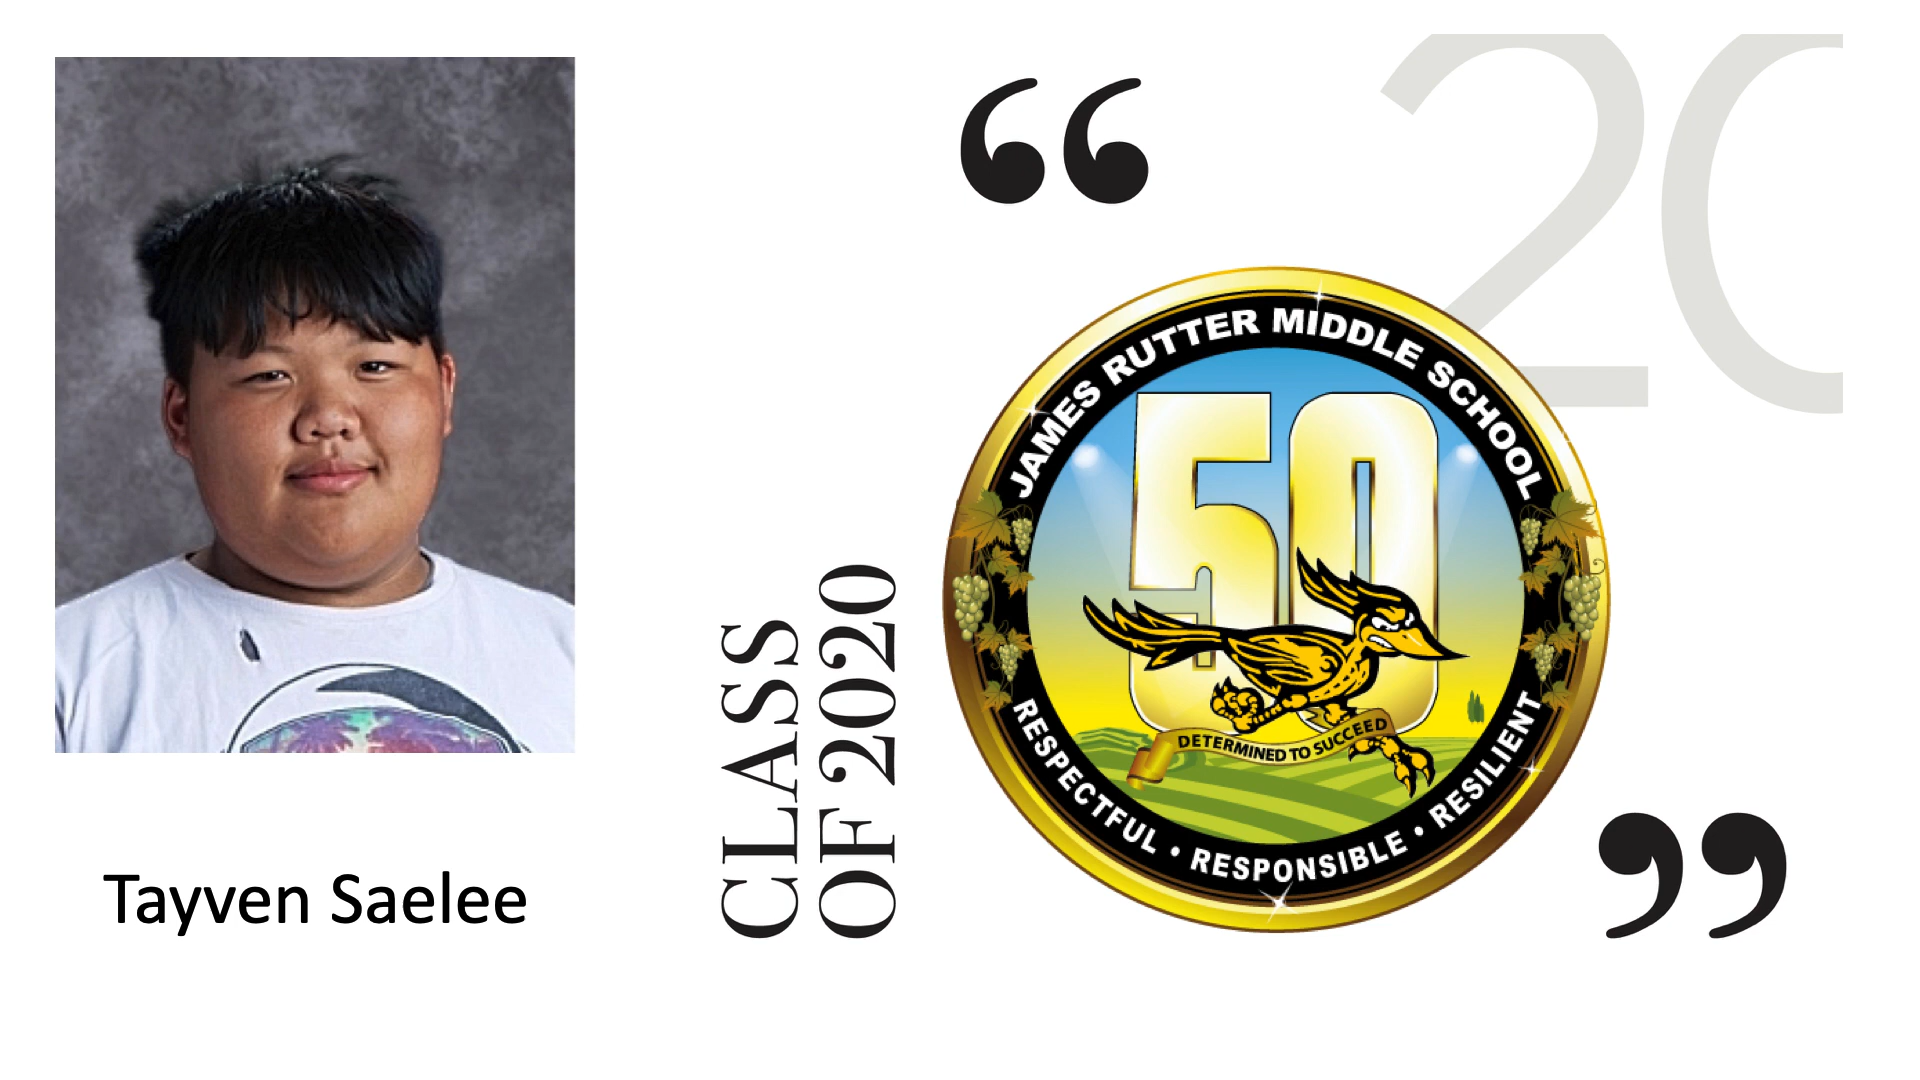 Tayven Saelee
CLASS
OF 2020
“
20
JAMES RUTTER MIDDLE SCHOOL
50
DETERMINED TO SUCCEED
RESPECTFUL • RESPONSIBLE • RESILIENT
”